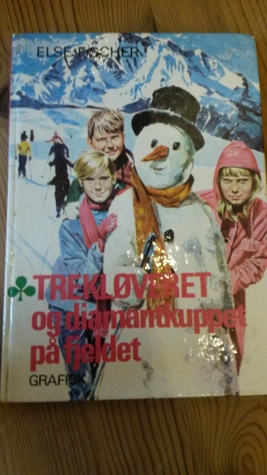 ELSE FISCHER
TREKLØVERET
og diamantkuppet
på fjeldet
GRAFISK